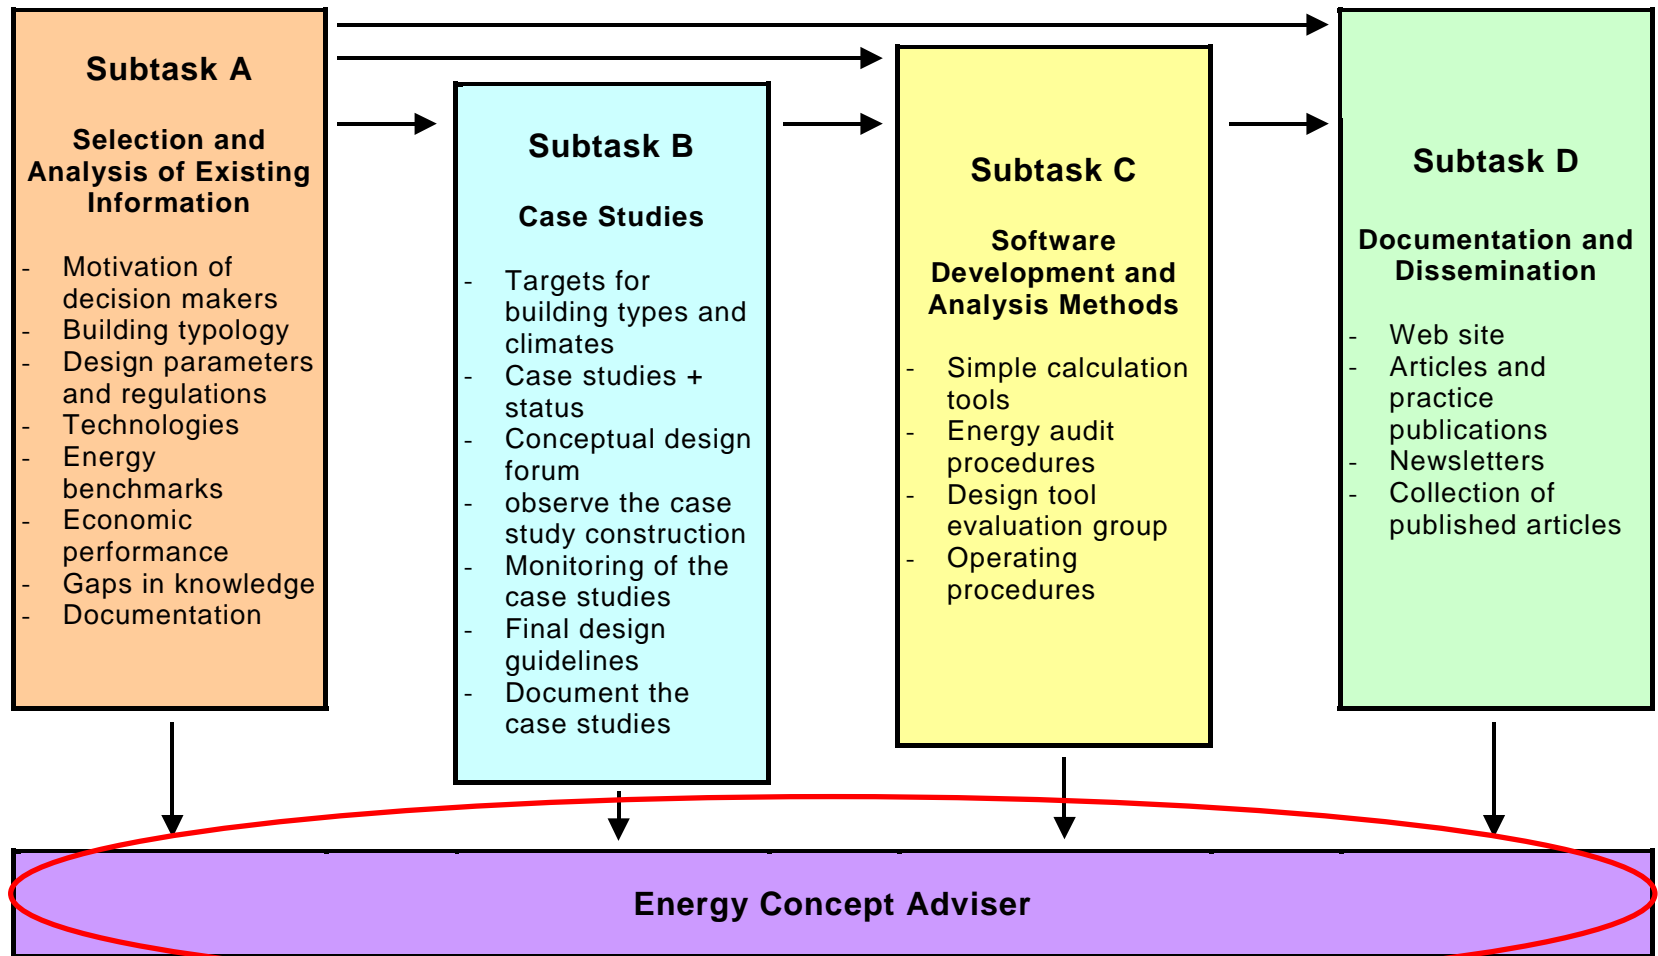 Subtask A
Selection and
Analysis of Existing
Information
- Motivation of
decision makers
- Building typology
- Design parameters
and regulations
- Technologies
- Energy
benchmarks
- Economic
performance
- Gaps in knowledge
- Documentation
Subtask B
Case Studies
- Targets for
building types and
climates
- Case studies +
status
- Conceptual design
forum
- observe the case
study construction
- Monitoring of the
case studies
- Final design
guidelines
- Document the
case studies
Subtask C
Software
Development and
Analysis Methods
- Simple calculation
tools
- Energy audit
procedures
- Design tool
evaluation group
- Operating
procedures
Subtask D
Documentation and
Dissemination
- Web site
- Articles and
practice
publications
- Newsletters
- Collection of
published articles
Energy Concept Adviser